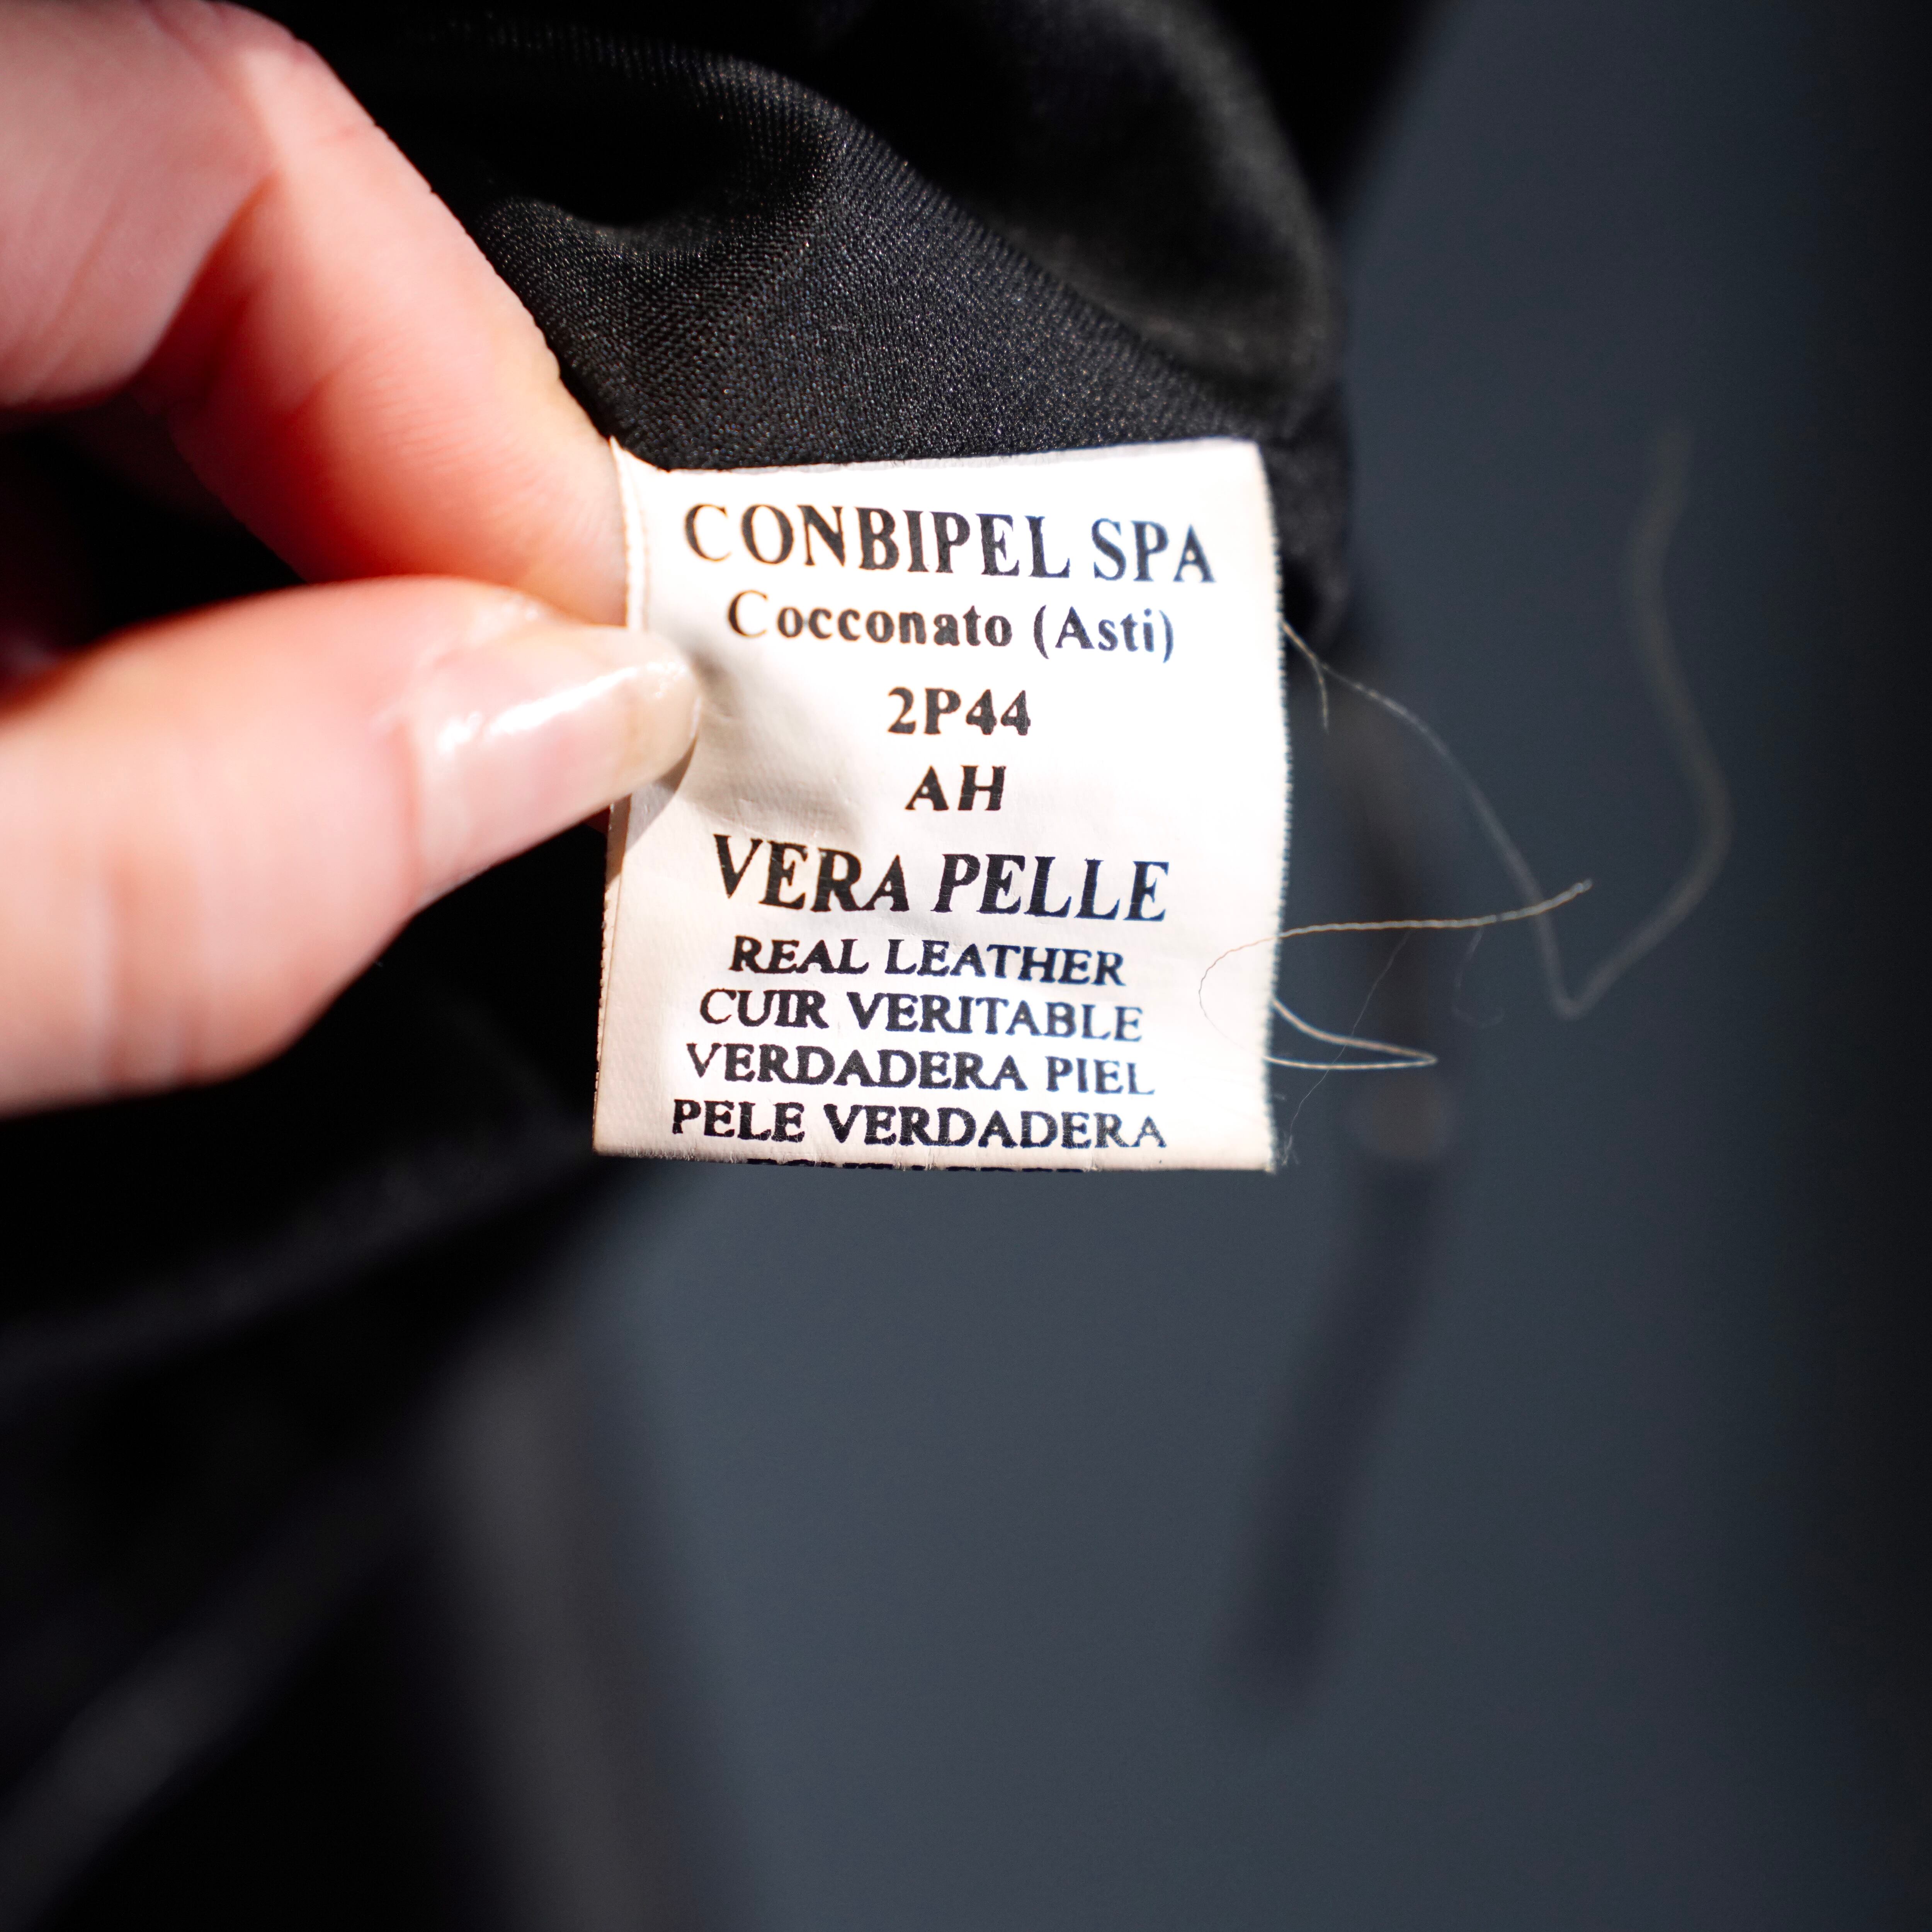 CONBIPEL SPA
Cocconato (Asti)
2P44
AH
VERA PELLE
REAL LEATHER
CUIR VERITABLE
VERDADERA PIEL
PELE VERDADERA